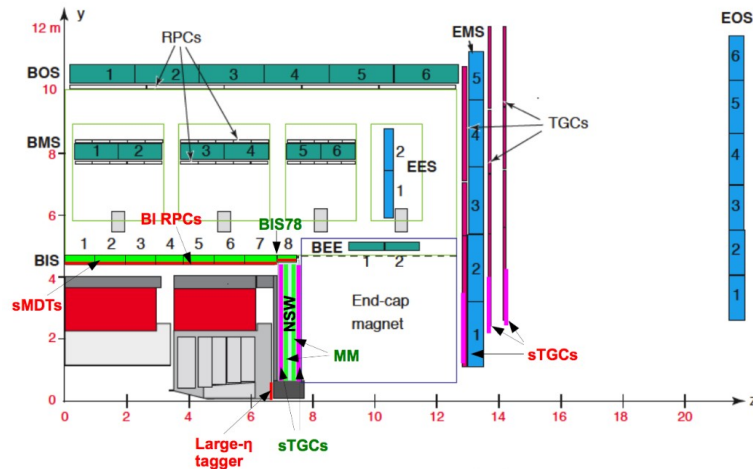 y
12 m
RPCs
EMS
EOS
BOS
1 2 3 4 5 6
10
5
6
5
TGCs
4
4
BMS
8
1 2
3 4
5 6
2
EES
1
3
3
6
BI RPCs
BIS78
1 2 3 4 5 6 7 8
BEE
1 2
2
2
BIS
4
sMDTs
NSW
End-cap
magnet
1
1
2
MM
sTGCs
0
0 2 4 6 8 10 12 14 16 18 20
z
Large-η
tagger
sTGCs